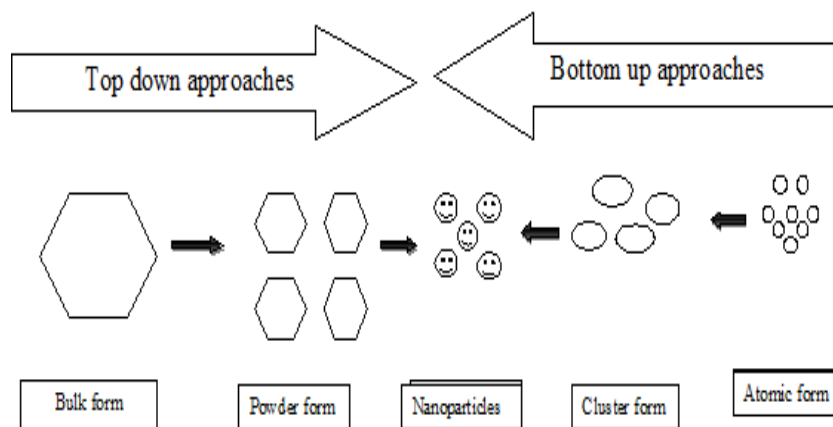 Top down approaches
Bottom up approaches
Bulk form
Powder form
Nanoparticles
Cluster form
Atomic form